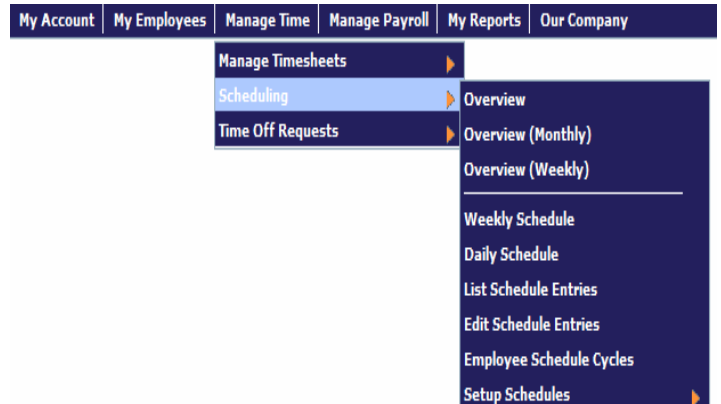 My Account My Employees Manage Time Manage Payroll My Reports Our Company
Manage Timesheets
Scheduling
Time Off Requests
Overview
Overview (Monthly)
Overview (Weekly)
Weekly Schedule
Daily Schedule
List Schedule Entries
Edit Schedule Entries
Employee Schedule Cycles
Setup Schedules